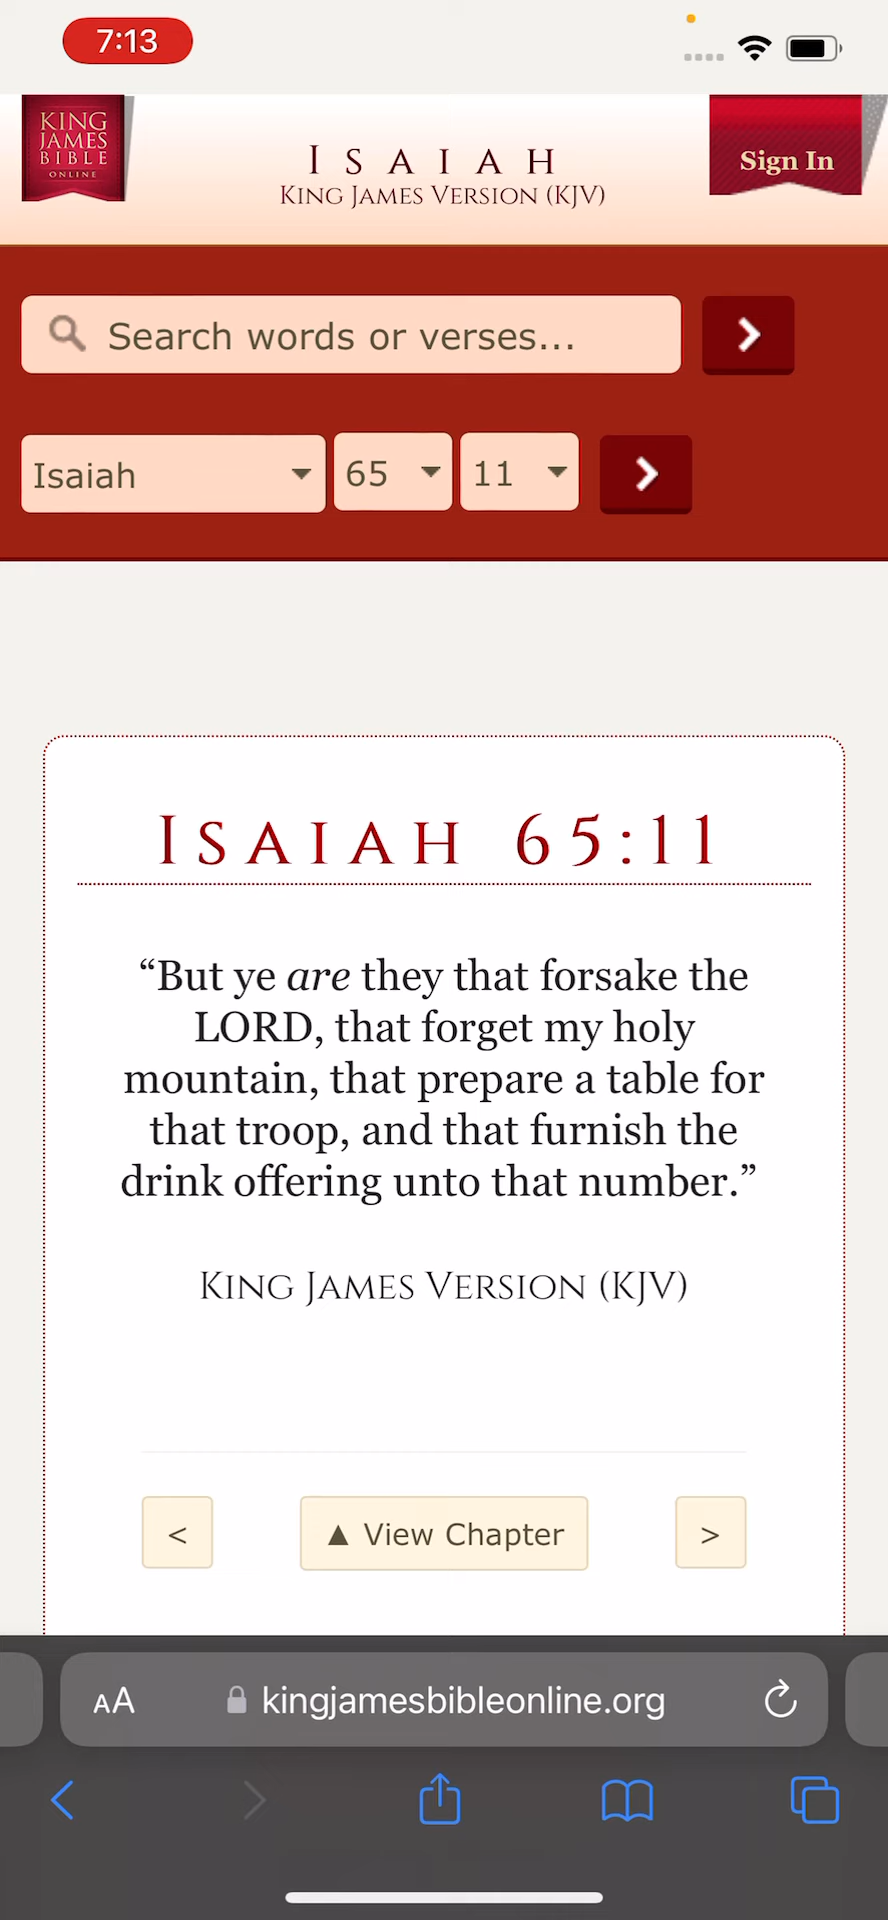 7:13
KING
JAMES
BIBLE
ONLINE
ISAIAH
KING JAMES VERSION (KJV)
Sign In
Search words or verses...
Isaiah 65 11
ISAIAH 65:11
“But ye are they that forsake the
LORD, that forget my holy
mountain, that prepare a table for
that troop, and that furnish the
drink offering unto that number.”
KING JAMES VERSION (KJV)
< ▲ View Chapter >
AA kingjamesbibleonline.org